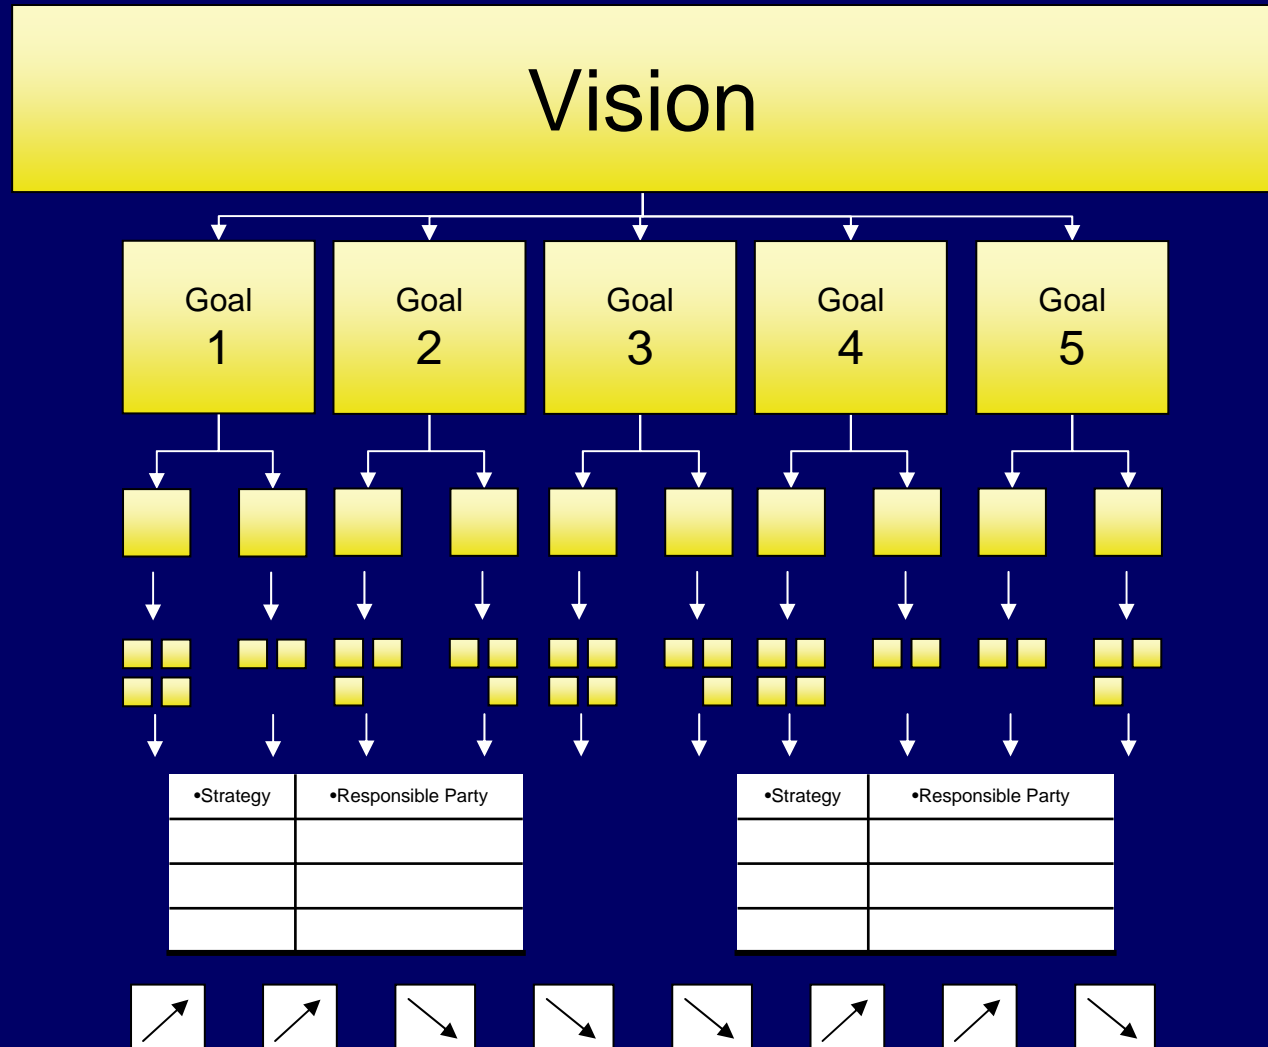 Vision
Goal
1
Goal
2
Goal
3
Goal
4
Goal
5
•Strategy
•Responsible Party
•Strategy
•Responsible Party